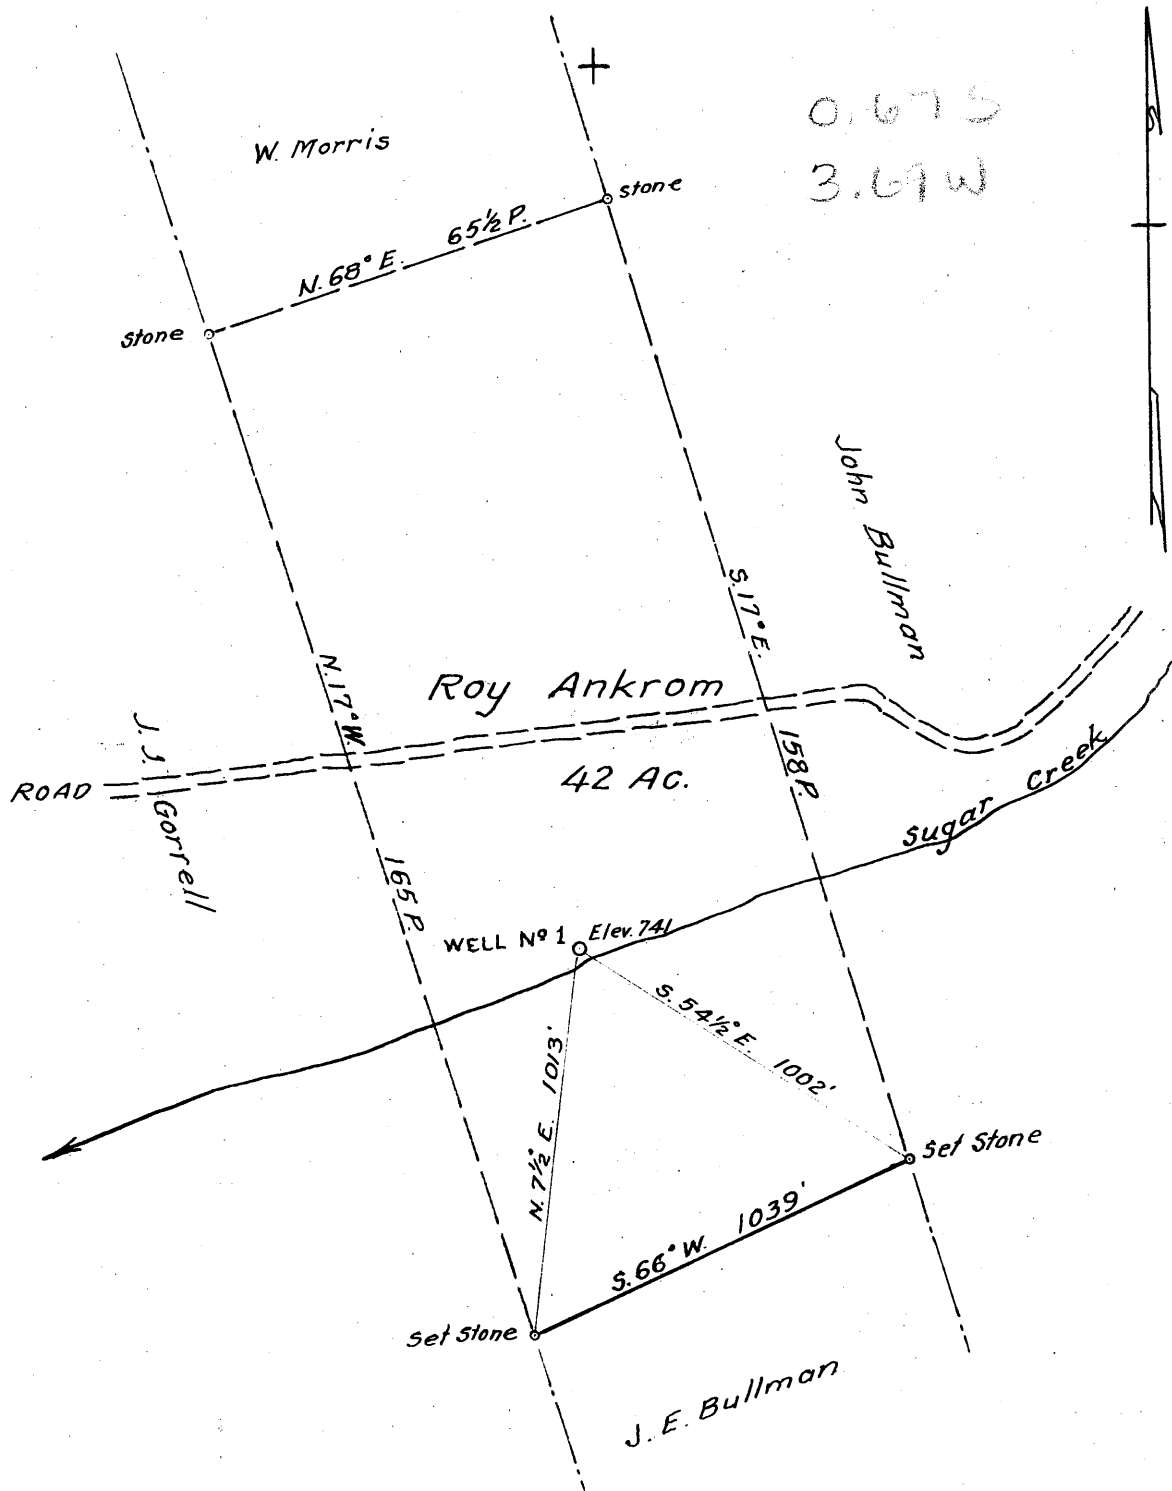 0.67 S
3.69 W
W. Morris
stone
N. 68° E. 65½ P.
stone
John Bullman
S. 17° E.
N. 17° W.
Roy Ankrom
158 P.
42 Ac.
ROAD
J. I. Gorrell
Sugar Creek
165 P.
WELL Nº 1 Elev. 741
S. 54½° E. 1002'
N. 7½° E. 1013'
Set Stone
S. 66° W. 1039'
Set Stone
J. E. Bullman